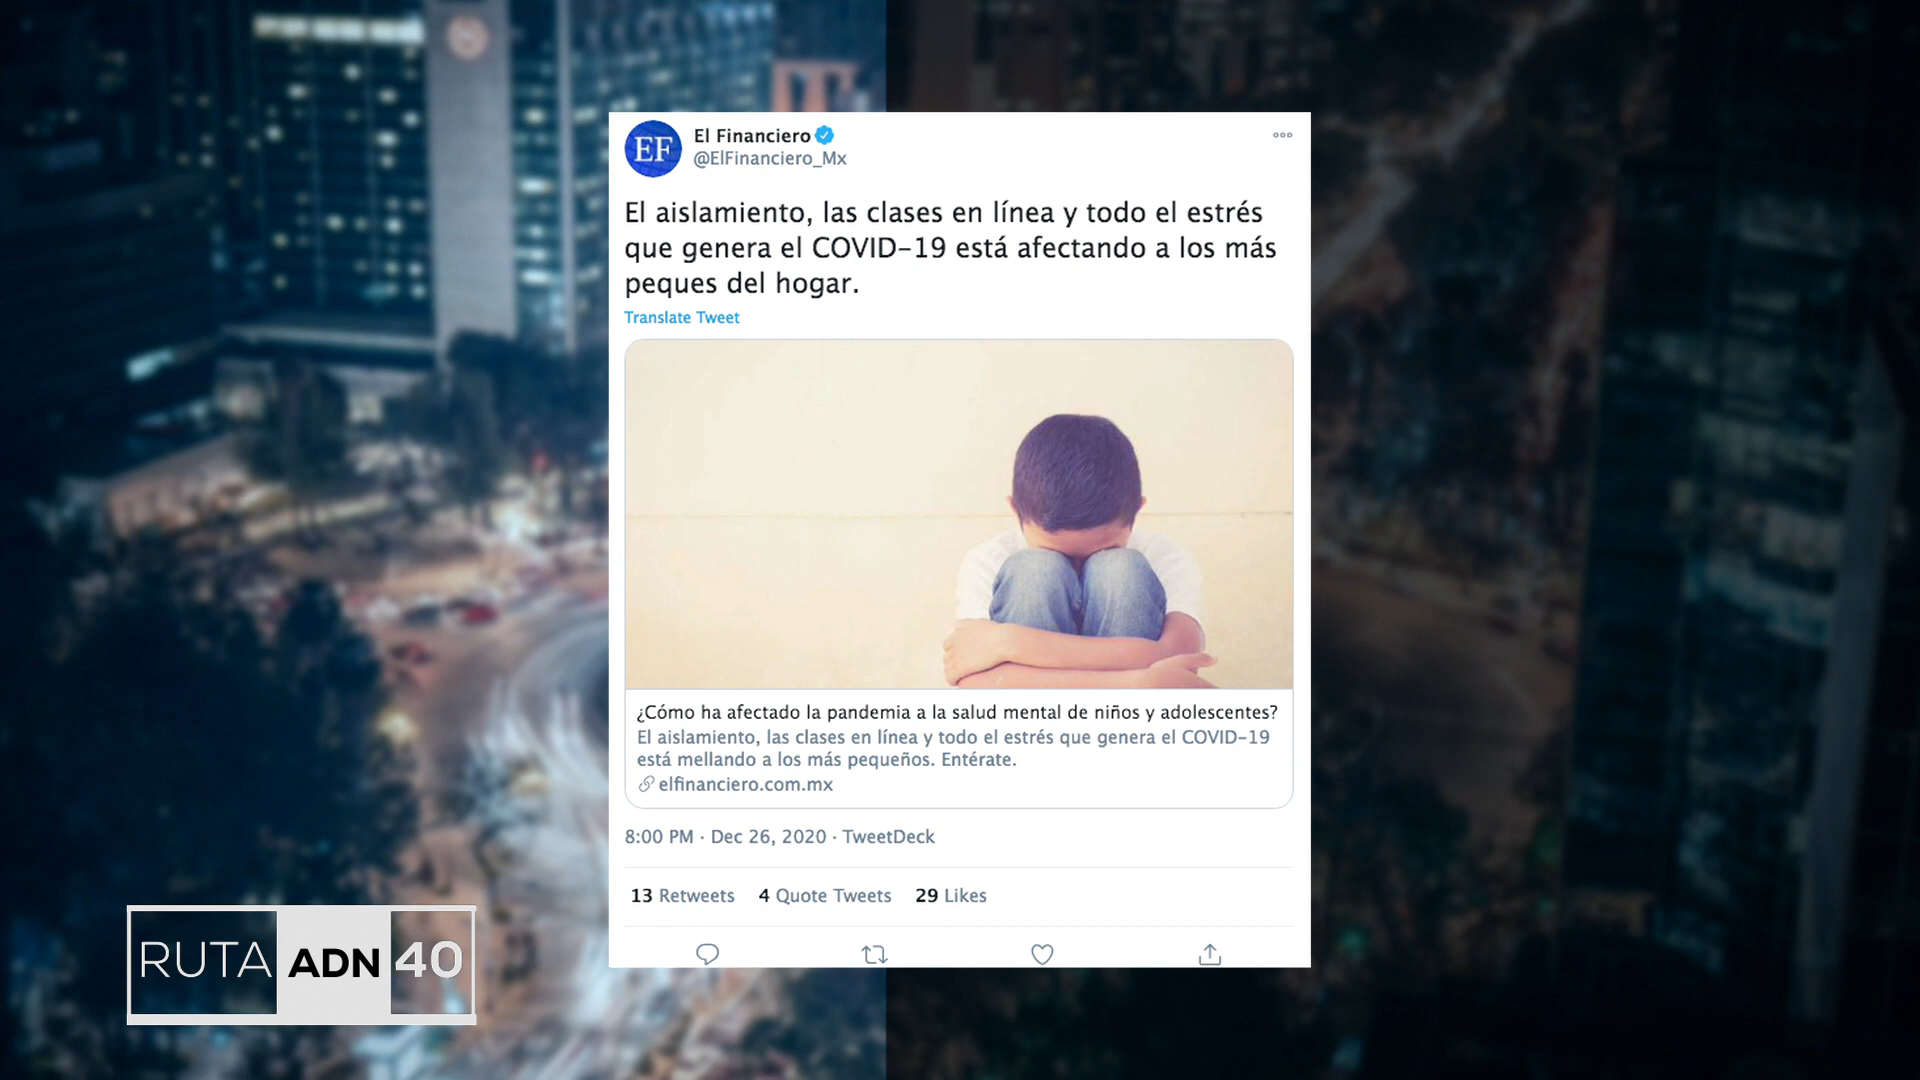 EF
El Financiero
@ElFinanciero_Mx
El aislamiento, las clases en línea y todo el estrés
que genera el COVID-19 está afectando a los más
peques del hogar.
Translate Tweet
¿Cómo ha afectado la pandemia a la salud mental de niños y adolescentes?
El aislamiento, las clases en línea y todo el estrés que genera el COVID-19
está mellando a los más pequeños. Entérate.
elfinanciero.com.mx
8:00 PM · Dec 26, 2020 · TweetDeck
13 Retweets 4 Quote Tweets 29 Likes
RUTA ADN 40